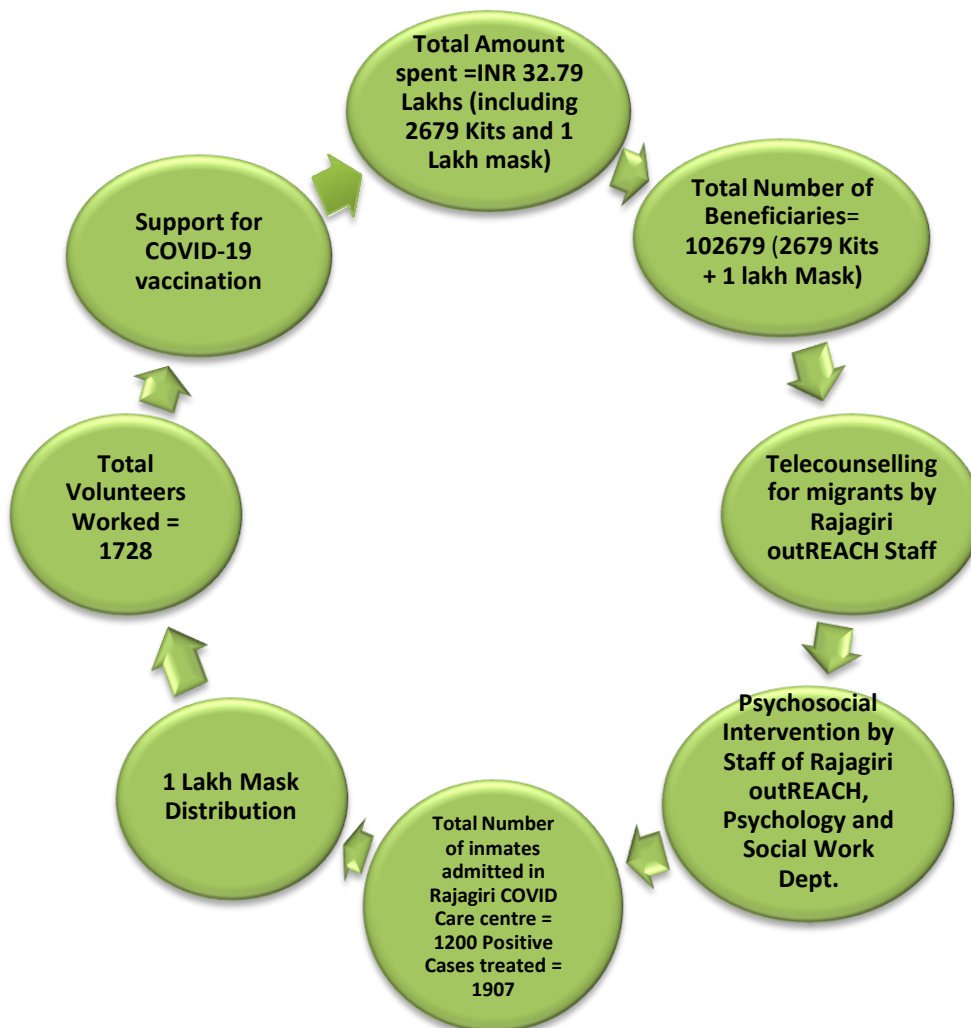 Total Amount
spent =INR 32.79
Lakhs (including
2679 Kits and 1
Lakh mask)
Total Number of
Beneficiaries=
102679 (2679 Kits
+ 1 lakh Mask)
Telecounselling
for migrants by
Rajagiri
outREACH Staff
Psychosocial
Intervention by
Staff of Rajagiri
outREACH,
Psychology and
Social Work
Dept.
Total Number
of inmates
admitted in
Rajagiri COVID
Care centre =
1200 Positive
Cases treated =
1907
1 Lakh Mask
Distribution
Total
Volunteers
Worked =
1728
Support for
COVID-19
vaccination